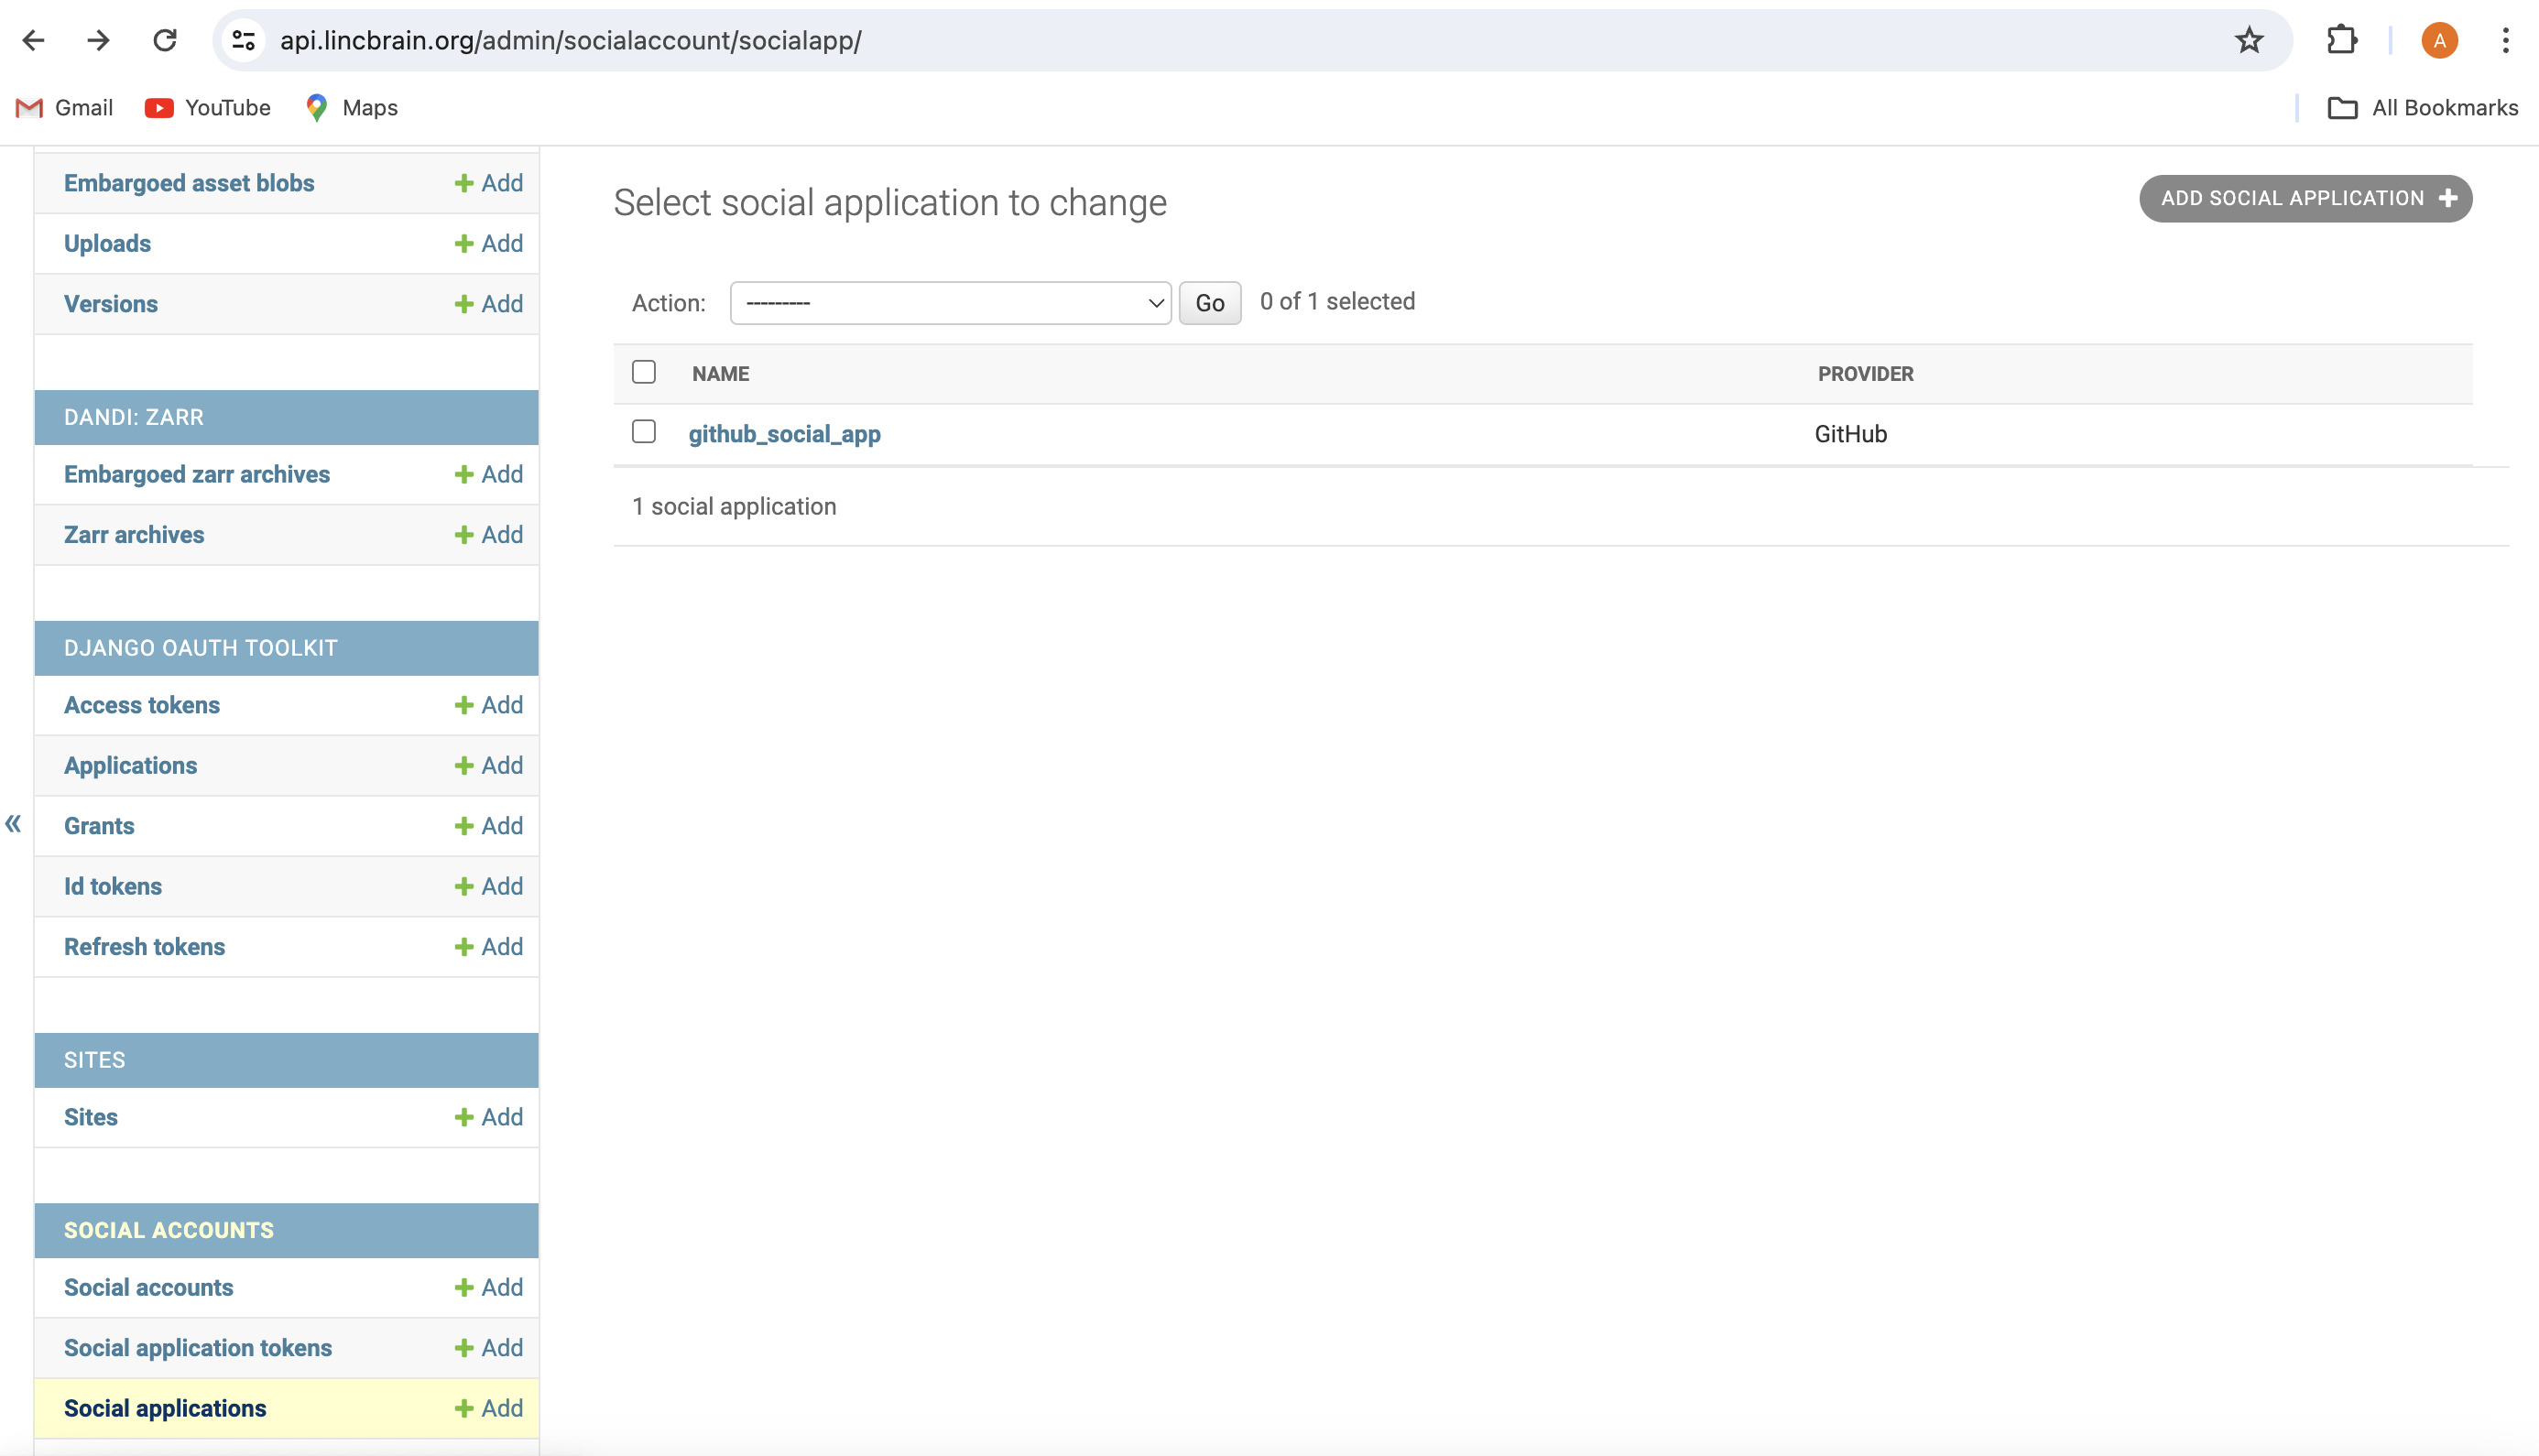 api.lincbrain.org/admin/socialaccount/socialapp/
A
Gmail
YouTube
Maps
All Bookmarks
Embargoed asset blobs
Add
Uploads
Add
Versions
Add
DANDI: ZARR
Embargoed zarr archives
Add
Zarr archives
Add
DJANGO OAUTH TOOLKIT
Access tokens
Add
Applications
Add
Grants
Add
Id tokens
Add
Refresh tokens
Add
SITES
Sites
Add
SOCIAL ACCOUNTS
Social accounts
Add
Social application tokens
Add
Social applications
Add
«
Select social application to change
ADD SOCIAL APPLICATION
Action:
---------
Go
0 of 1 selected
NAME
PROVIDER
github_social_app
GitHub
1 social application